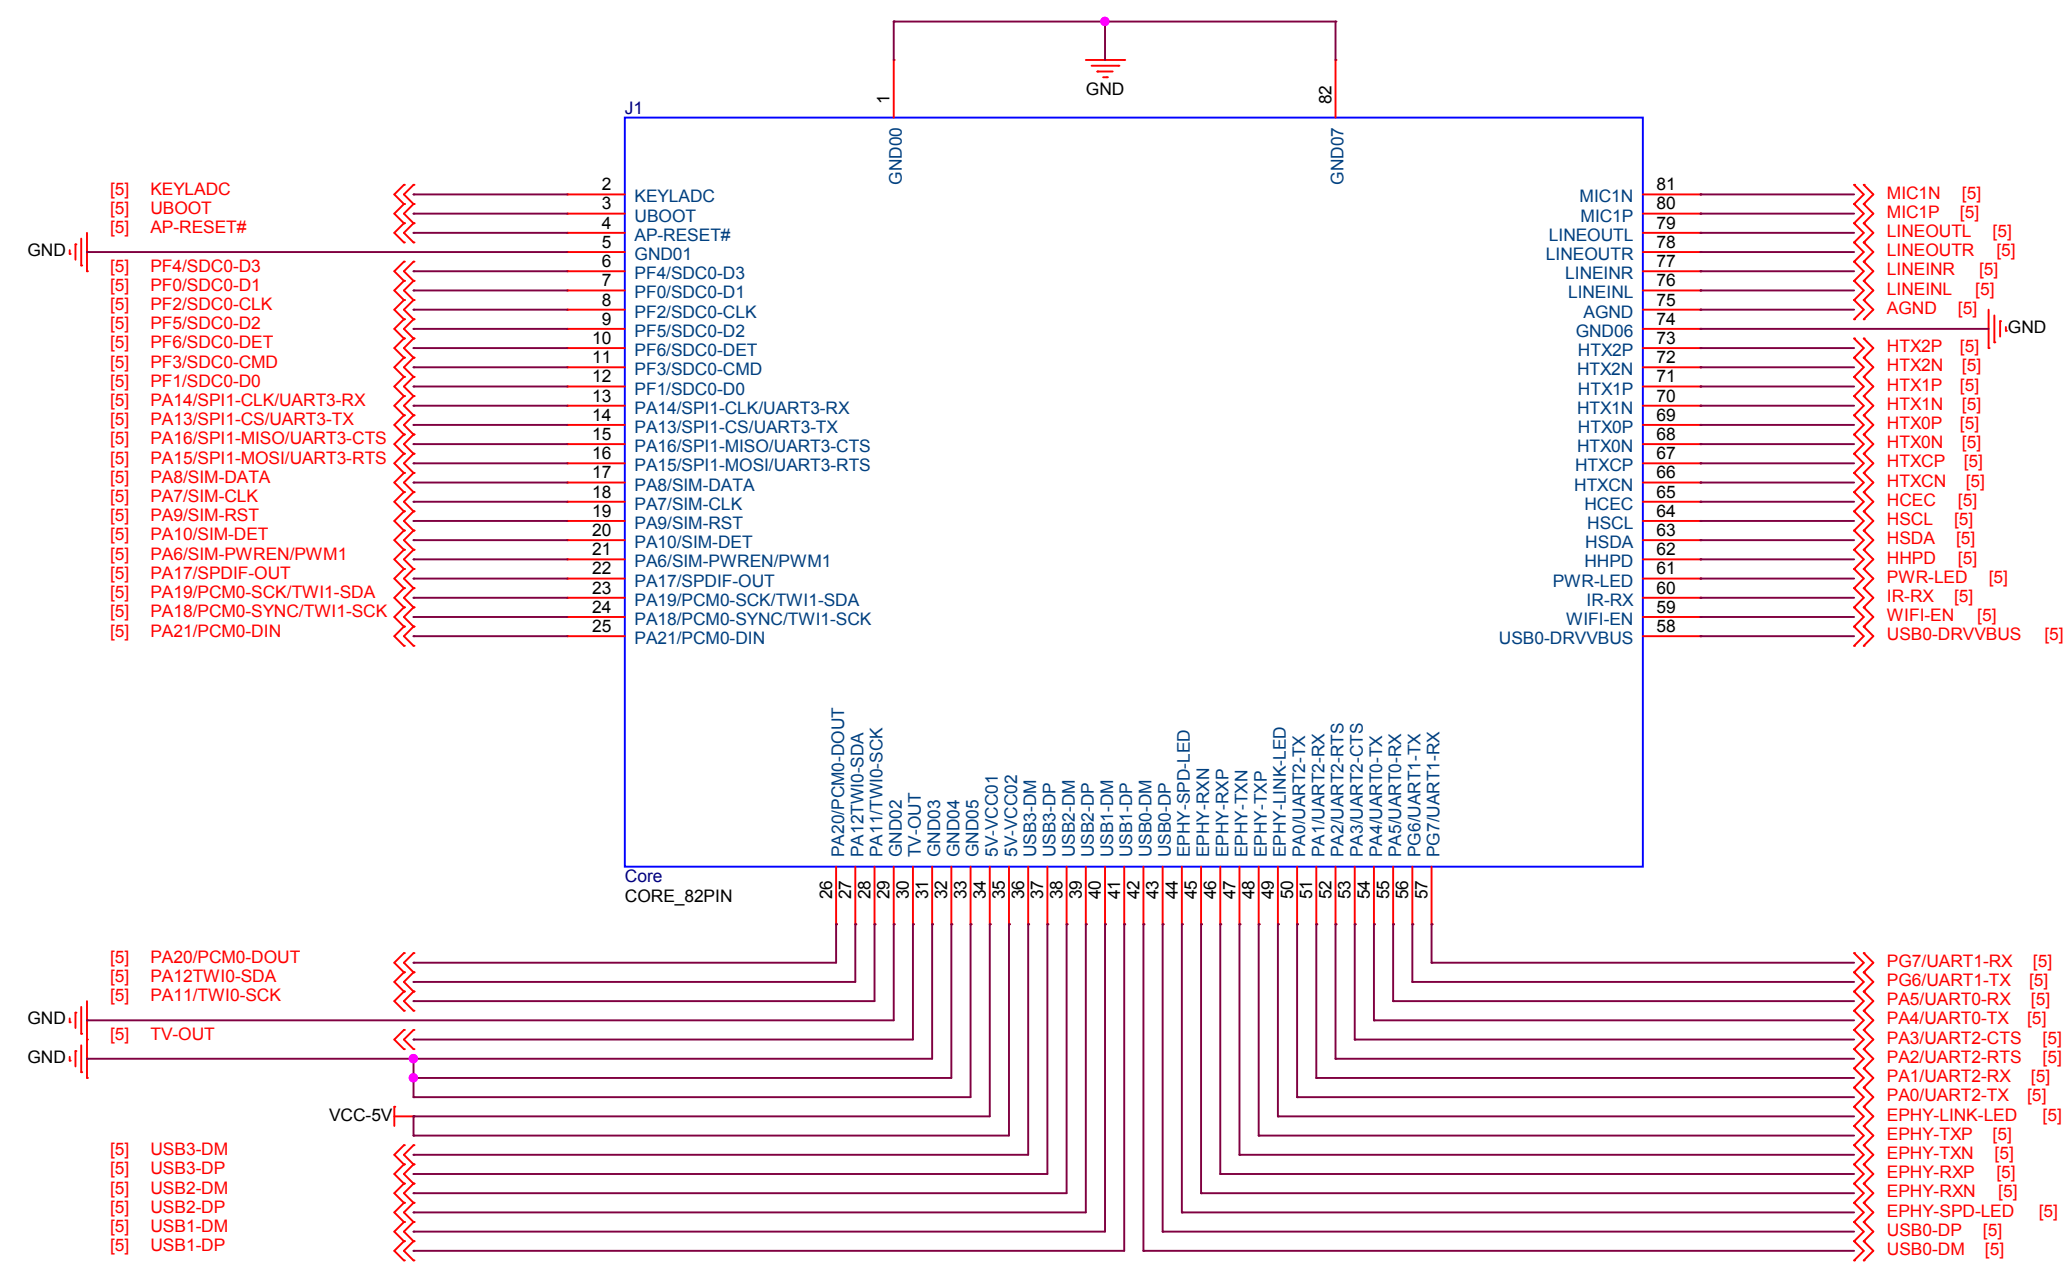 GND
1
82
J1
GND00
GND07
[5] KEYLADC
[5] UBOOT
[5] AP-RESET#
GND
[5] PF4/SDC0-D3
[5] PF0/SDC0-D1
[5] PF2/SDC0-CLK
[5] PF5/SDC0-D2
[5] PF6/SDC0-DET
[5] PF3/SDC0-CMD
[5] PF1/SDC0-D0
[5] PA14/SPI1-CLK/UART3-RX
[5] PA13/SPI1-CS/UART3-TX
[5] PA16/SPI1-MISO/UART3-CTS
[5] PA15/SPI1-MOSI/UART3-RTS
[5] PA8/SIM-DATA
[5] PA7/SIM-CLK
[5] PA9/SIM-RST
[5] PA10/SIM-DET
[5] PA6/SIM-PWREN/PWM1
[5] PA17/SPDIF-OUT
[5] PA19/PCM0-SCK/TWI1-SDA
[5] PA18/PCM0-SYNC/TWI1-SCK
[5] PA21/PCM0-DIN
2 KEYLADC
3 UBOOT
4 AP-RESET#
5 GND01
6 PF4/SDC0-D3
7 PF0/SDC0-D1
8 PF2/SDC0-CLK
9 PF5/SDC0-D2
10 PF6/SDC0-DET
11 PF3/SDC0-CMD
12 PF1/SDC0-D0
13 PA14/SPI1-CLK/UART3-RX
14 PA13/SPI1-CS/UART3-TX
15 PA16/SPI1-MISO/UART3-CTS
16 PA15/SPI1-MOSI/UART3-RTS
17 PA8/SIM-DATA
18 PA7/SIM-CLK
19 PA9/SIM-RST
20 PA10/SIM-DET
21 PA6/SIM-PWREN/PWM1
22 PA17/SPDIF-OUT
23 PA19/PCM0-SCK/TWI1-SDA
24 PA18/PCM0-SYNC/TWI1-SCK
25 PA21/PCM0-DIN
MIC1N 81
MIC1P 80
LINEOUTL 79
LINEOUTR 78
LINEINR 77
LINEINL 76
AGND 75
GND06 74
HTX2P 73
HTX2N 72
HTX1P 71
HTX1N 70
HTX0P 69
HTX0N 68
HTXCP 67
HTXCN 66
HCEC 65
HSCL 64
HSDA 63
HHPD 62
PWR-LED 61
IR-RX 60
WIFI-EN 59
USB0-DRVVBUS 58
MIC1N [5]
MIC1P [5]
LINEOUTL [5]
LINEOUTR [5]
LINEINR [5]
LINEINL [5]
AGND [5]
GND
HTX2P [5]
HTX2N [5]
HTX1P [5]
HTX1N [5]
HTX0P [5]
HTX0N [5]
HTXCP [5]
HTXCN [5]
HCEC [5]
HSCL [5]
HSDA [5]
HHPD [5]
PWR-LED [5]
IR-RX [5]
WIFI-EN [5]
USB0-DRVVBUS [5]
26 PA20/PCM0-DOUT
27 PA12TWI0-SDA
28 PA11/TWI0-SCK
29 GND02
30 TV-OUT
31 GND03
32 GND04
33 GND05
34 5V-VCC01
35 5V-VCC02
36 USB3-DM
37 USB3-DP
38 USB2-DM
39 USB2-DP
40 USB1-DM
41 USB1-DP
42 USB0-DM
43 USB0-DP
44 EPHY-SPD-LED
45 EPHY-RXN
46 EPHY-RXP
47 EPHY-TXN
48 EPHY-TXP
49 EPHY-LINK-LED
50 PA0/UART2-TX
51 PA1/UART2-RX
52 PA2/UART2-RTS
53 PA3/UART2-CTS
54 PA4/UART0-TX
55 PA5/UART0-RX
56 PG6/UART1-TX
57 PG7/UART1-RX
Core
CORE_82PIN
[5] PA20/PCM0-DOUT
[5] PA12TWI0-SDA
[5] PA11/TWI0-SCK
GND
[5] TV-OUT
GND
VCC-5V
[5] USB3-DM
[5] USB3-DP
[5] USB2-DM
[5] USB2-DP
[5] USB1-DM
[5] USB1-DP
PG7/UART1-RX [5]
PG6/UART1-TX [5]
PA5/UART0-RX [5]
PA4/UART0-TX [5]
PA3/UART2-CTS [5]
PA2/UART2-RTS [5]
PA1/UART2-RX [5]
PA0/UART2-TX [5]
EPHY-LINK-LED [5]
EPHY-TXP [5]
EPHY-TXN [5]
EPHY-RXP [5]
EPHY-RXN [5]
EPHY-SPD-LED [5]
USB0-DP [5]
USB0-DM [5]